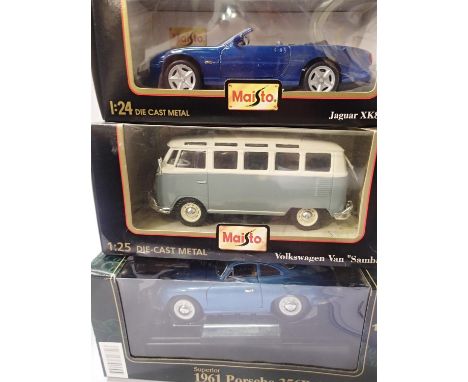 1:24 DIE CAST METAL
Maisto
Jaguar XK8
1:25 DIE-CAST METAL
Maisto
Volkswagen Van "Samba
Superior
1961 Porsche